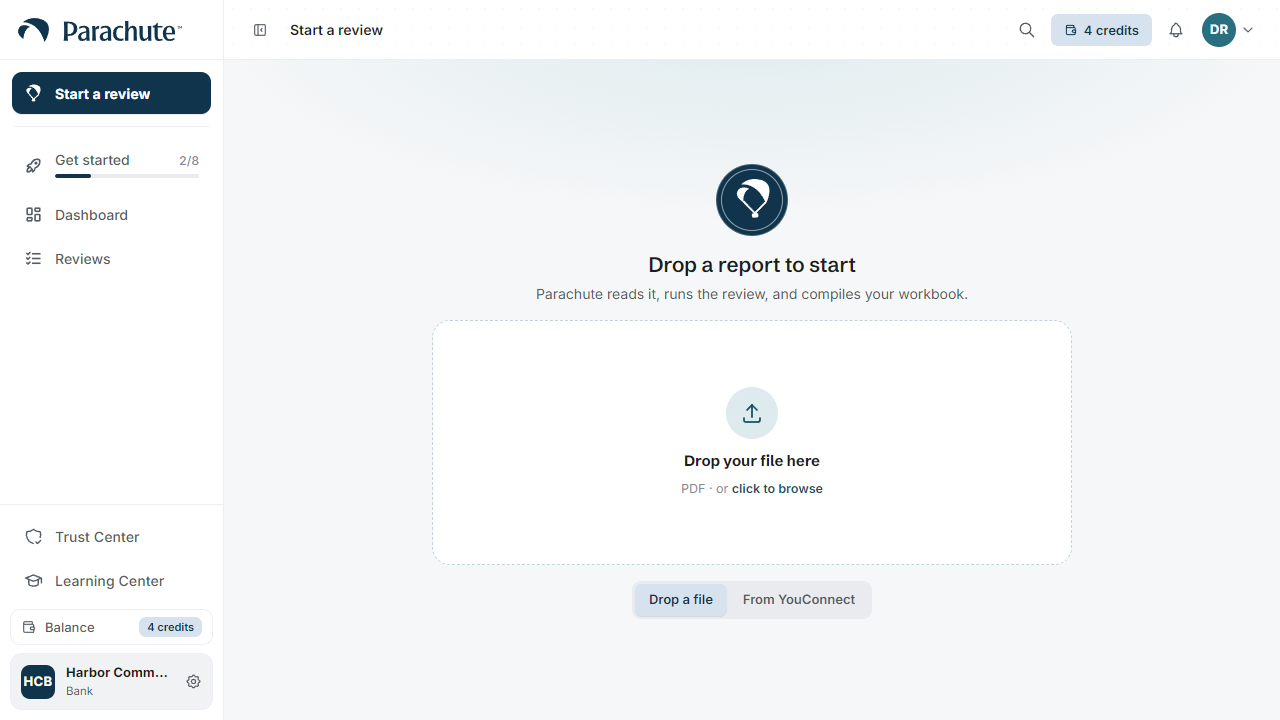 Parachute™
Start a review
4 credits
DR
Start a review
Get started 2/8
Dashboard
Reviews
Drop a report to start
Parachute reads it, runs the review, and compiles your workbook.
Drop your file here
PDF · or click to browse
Drop a file
From YouConnect
Trust Center
Learning Center
Balance 4 credits
HCB
Harbor Comm...
Bank